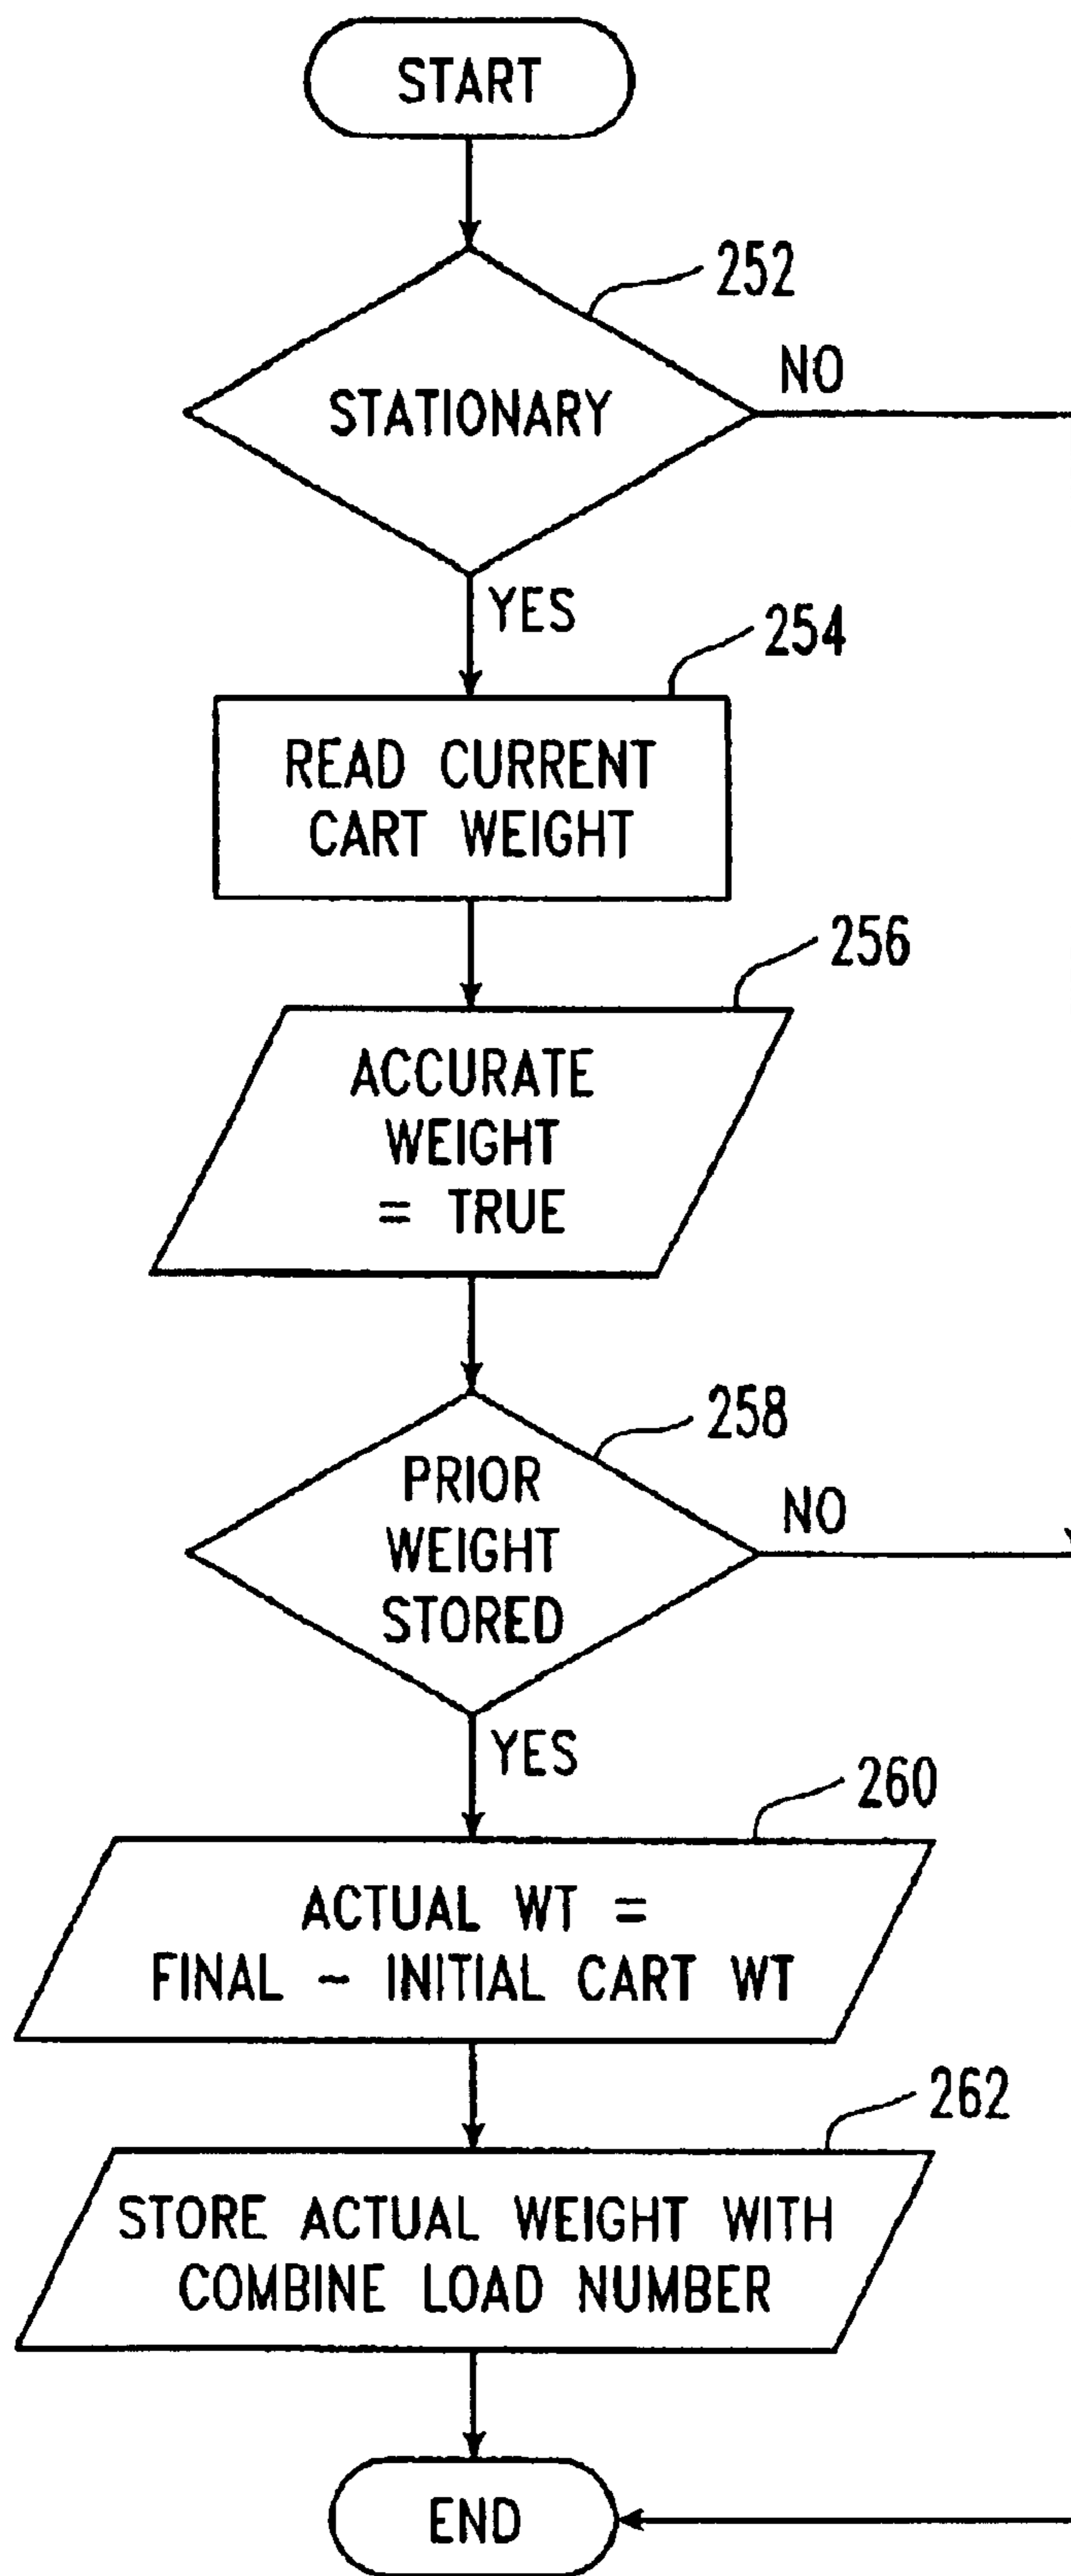 START
252
STATIONARY
NO
YES
254
READ CURRENT
CART WEIGHT
256
ACCURATE
WEIGHT
= TRUE
258
PRIOR
WEIGHT
STORED
NO
YES
260
ACTUAL WT =
FINAL - INITIAL CART WT
262
STORE ACTUAL WEIGHT WITH
COMBINE LOAD NUMBER
END